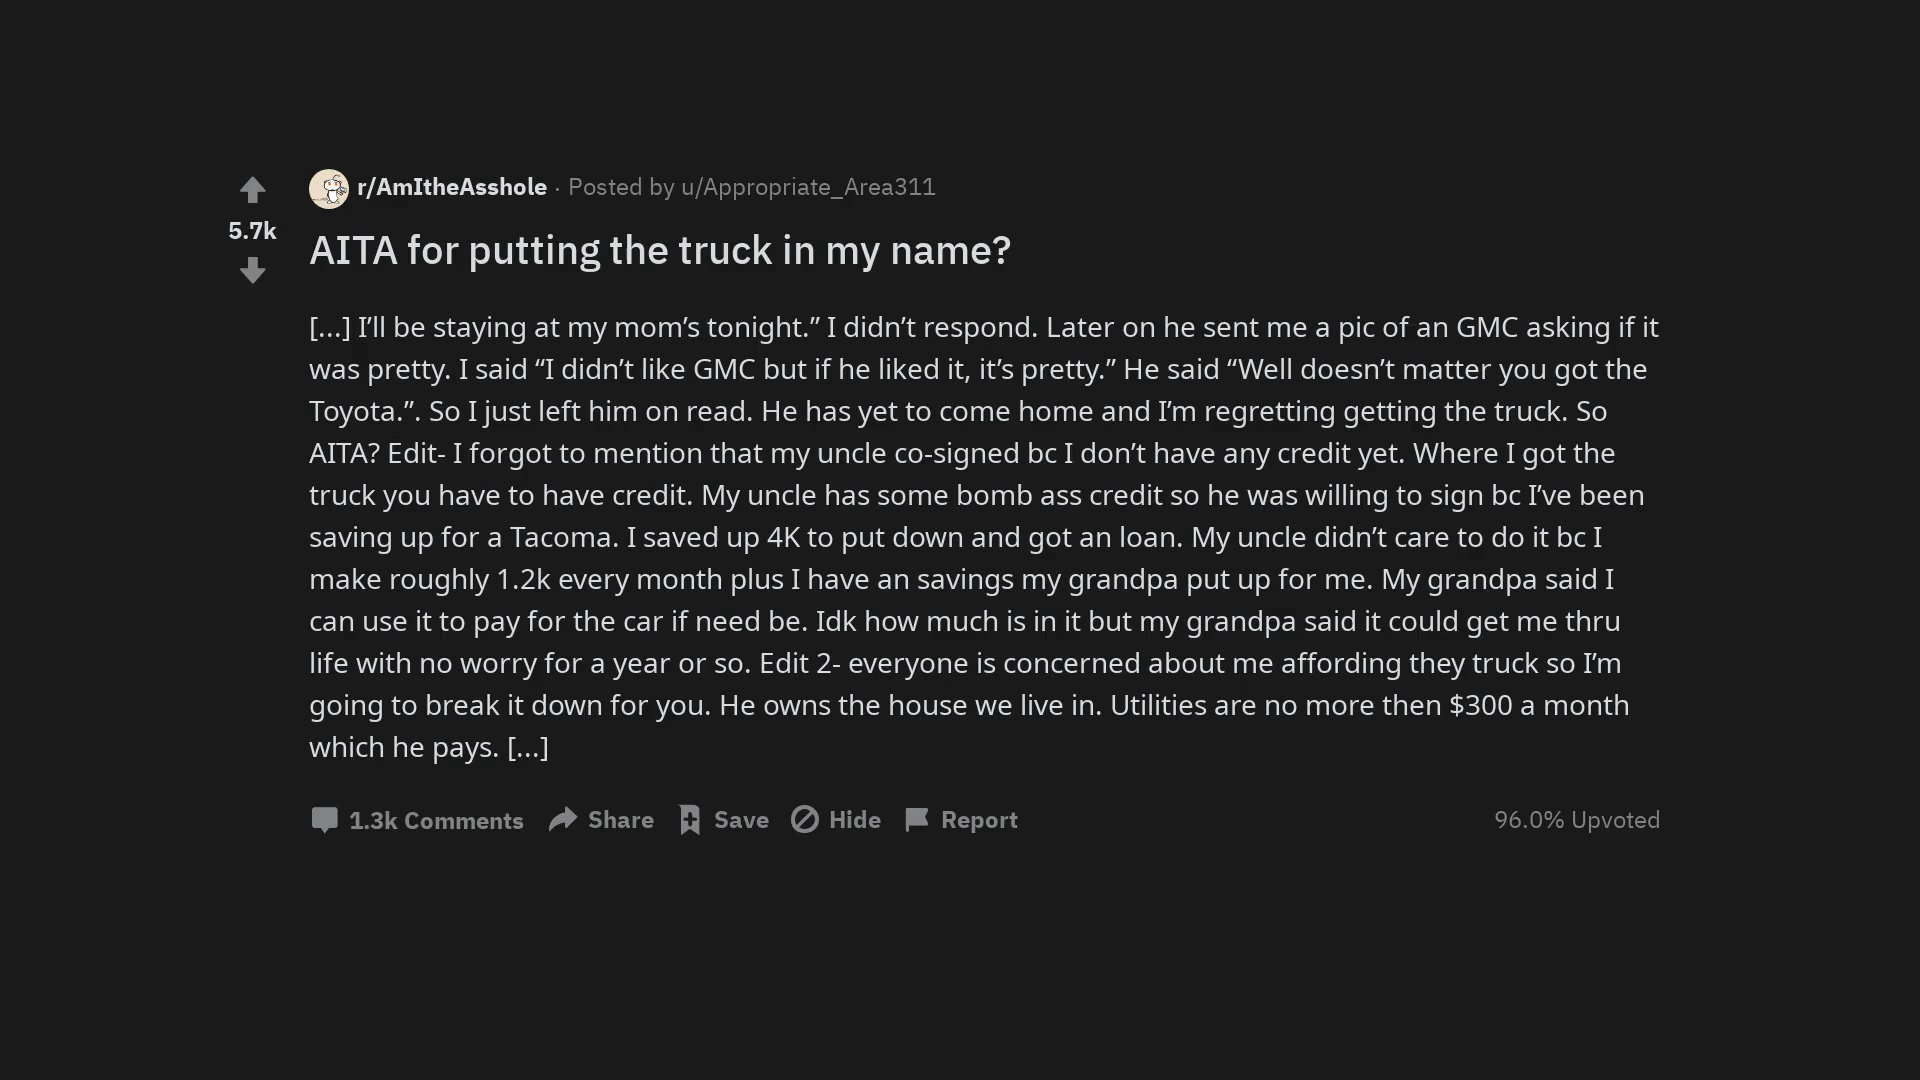 r/AmItheAsshole · Posted by u/Appropriate_Area311
5.7k
AITA for putting the truck in my name?
[...] I’ll be staying at my mom’s tonight.” I didn’t respond. Later on he sent me a pic of an GMC asking if it
was pretty. I said “I didn’t like GMC but if he liked it, it’s pretty.” He said “Well doesn’t matter you got the
Toyota.”. So I just left him on read. He has yet to come home and I’m regretting getting the truck. So
AITA? Edit- I forgot to mention that my uncle co-signed bc I don’t have any credit yet. Where I got the
truck you have to have credit. My uncle has some bomb ass credit so he was willing to sign bc I’ve been
saving up for a Tacoma. I saved up 4K to put down and got an loan. My uncle didn’t care to do it bc I
make roughly 1.2k every month plus I have an savings my grandpa put up for me. My grandpa said I
can use it to pay for the car if need be. Idk how much is in it but my grandpa said it could get me thru
life with no worry for a year or so. Edit 2- everyone is concerned about me affording they truck so I’m
going to break it down for you. He owns the house we live in. Utilities are no more then $300 a month
which he pays. [...]
1.3k Comments Share Save Hide Report 96.0% Upvoted